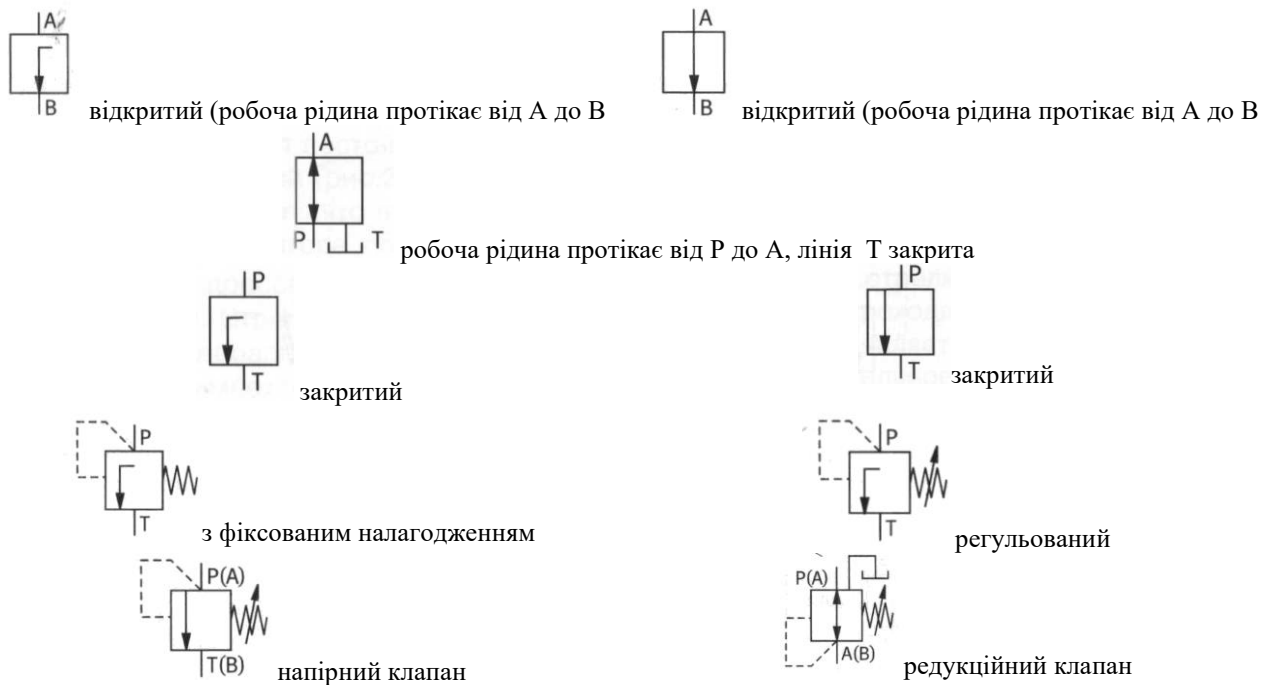 A
A
B
відкритий (робоча рідина протікає від А до В
B
відкритий (робоча рідина протікає від А до В
A
P
T
робоча рідина протікає від Р до А, лінія Т закрита
P
T
закритий
P
T
закритий
P
T
з фіксованим налагодженням
P
T
регульований
P(A)
T(B)
напірний клапан
P(A)
A(B)
редукційний клапан